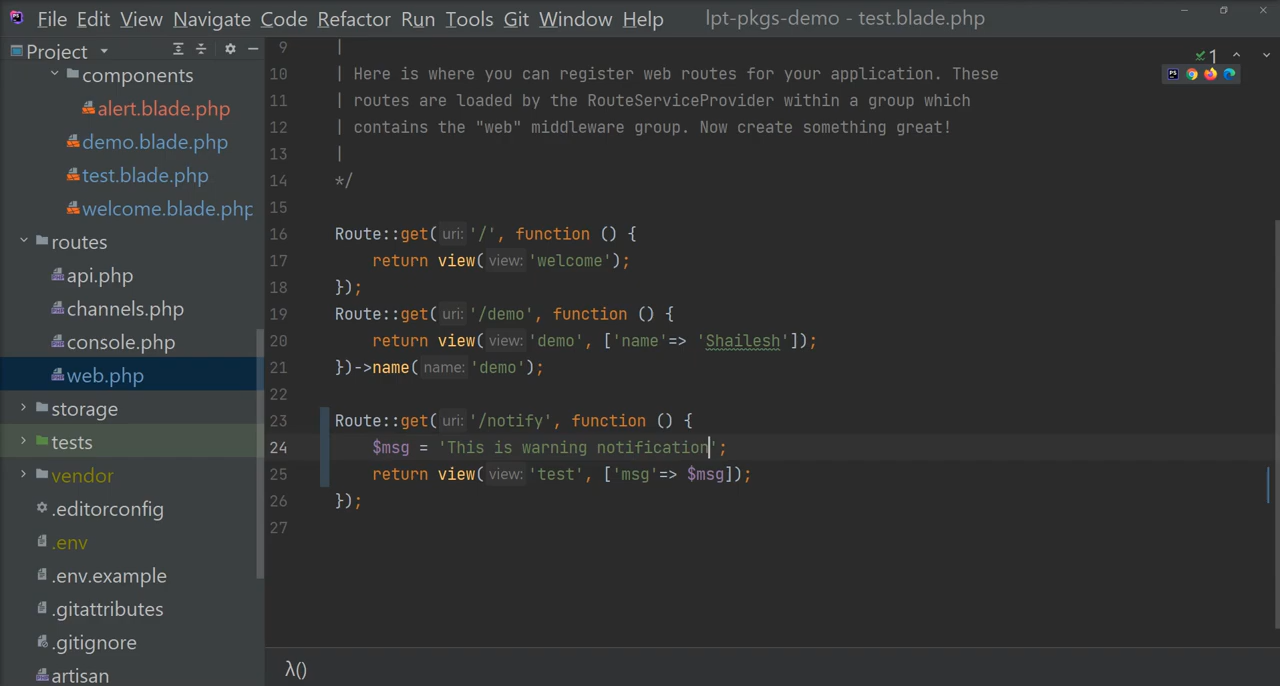 File Edit View Navigate Code Refactor Run Tools Git Window Help lpt-pkgs-demo - test.blade.php
Project
components
alert.blade.php
demo.blade.php
test.blade.php
welcome.blade.php
routes
api.php
channels.php
console.php
web.php
storage
tests
vendor
.editorconfig
.env
.env.example
.gitattributes
.gitignore
artisan
1
9 |
10 | Here is where you can register web routes for your application. These
11 | routes are loaded by the RouteServiceProvider within a group which
12 | contains the "web" middleware group. Now create something great!
13 |
14 */
15
16 Route::get( uri: '/', function () {
17 return view( view: 'welcome');
18 });
19 Route::get( uri: '/demo', function () {
20 return view( view: 'demo', ['name'=> 'Shailesh']);
21 })->name( name: 'demo');
22
23 Route::get( uri: '/notify', function () {
24 $msg = 'This is warning notification';
25 return view( view: 'test', ['msg'=> $msg]);
26 });
27
λ()